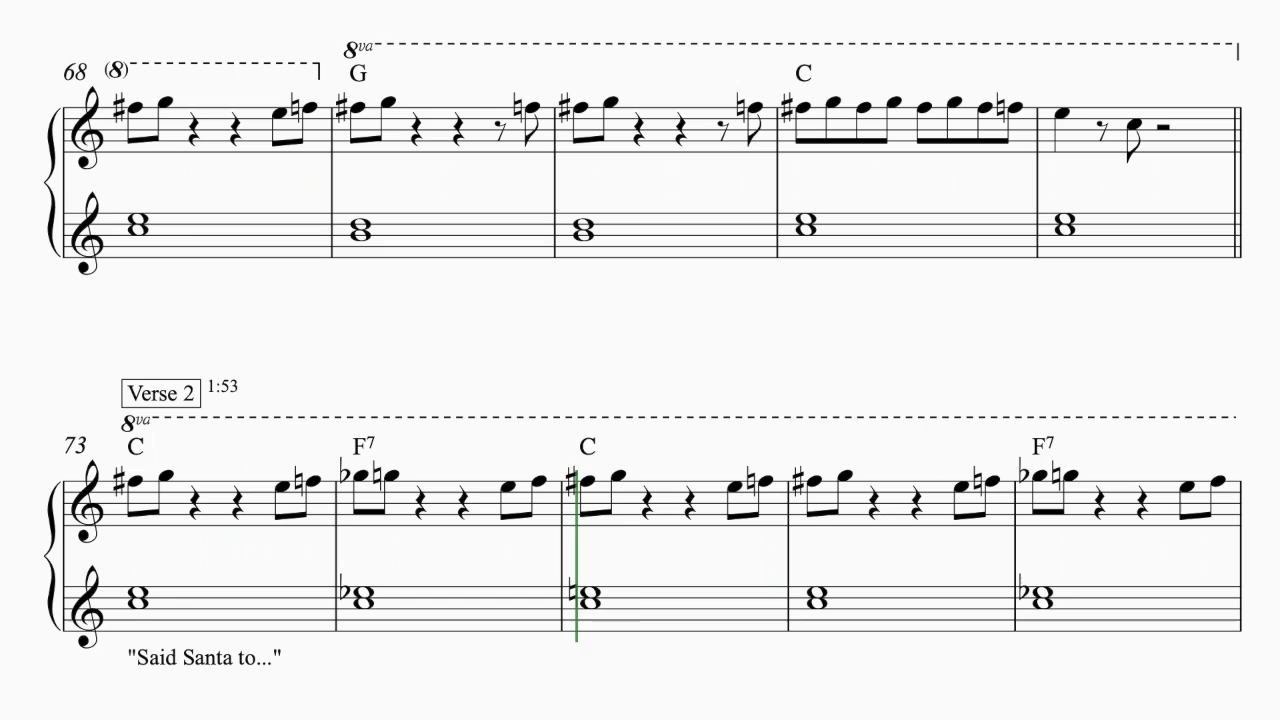 8va
68 (8) G C
Verse 2 1:53
8va
73 C F7 C F7
"Said Santa to..."